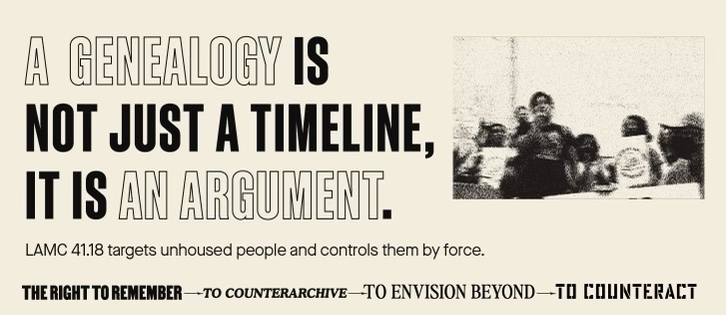 A GENEALOGY IS
NOT JUST A TIMELINE,
IT IS AN ARGUMENT.
LAMC 41.18 targets unhoused people and controls them by force.
THE RIGHT TO REMEMBER—TO COUNTERARCHIVE—TO ENVISION BEYOND—TO COUNTERACT